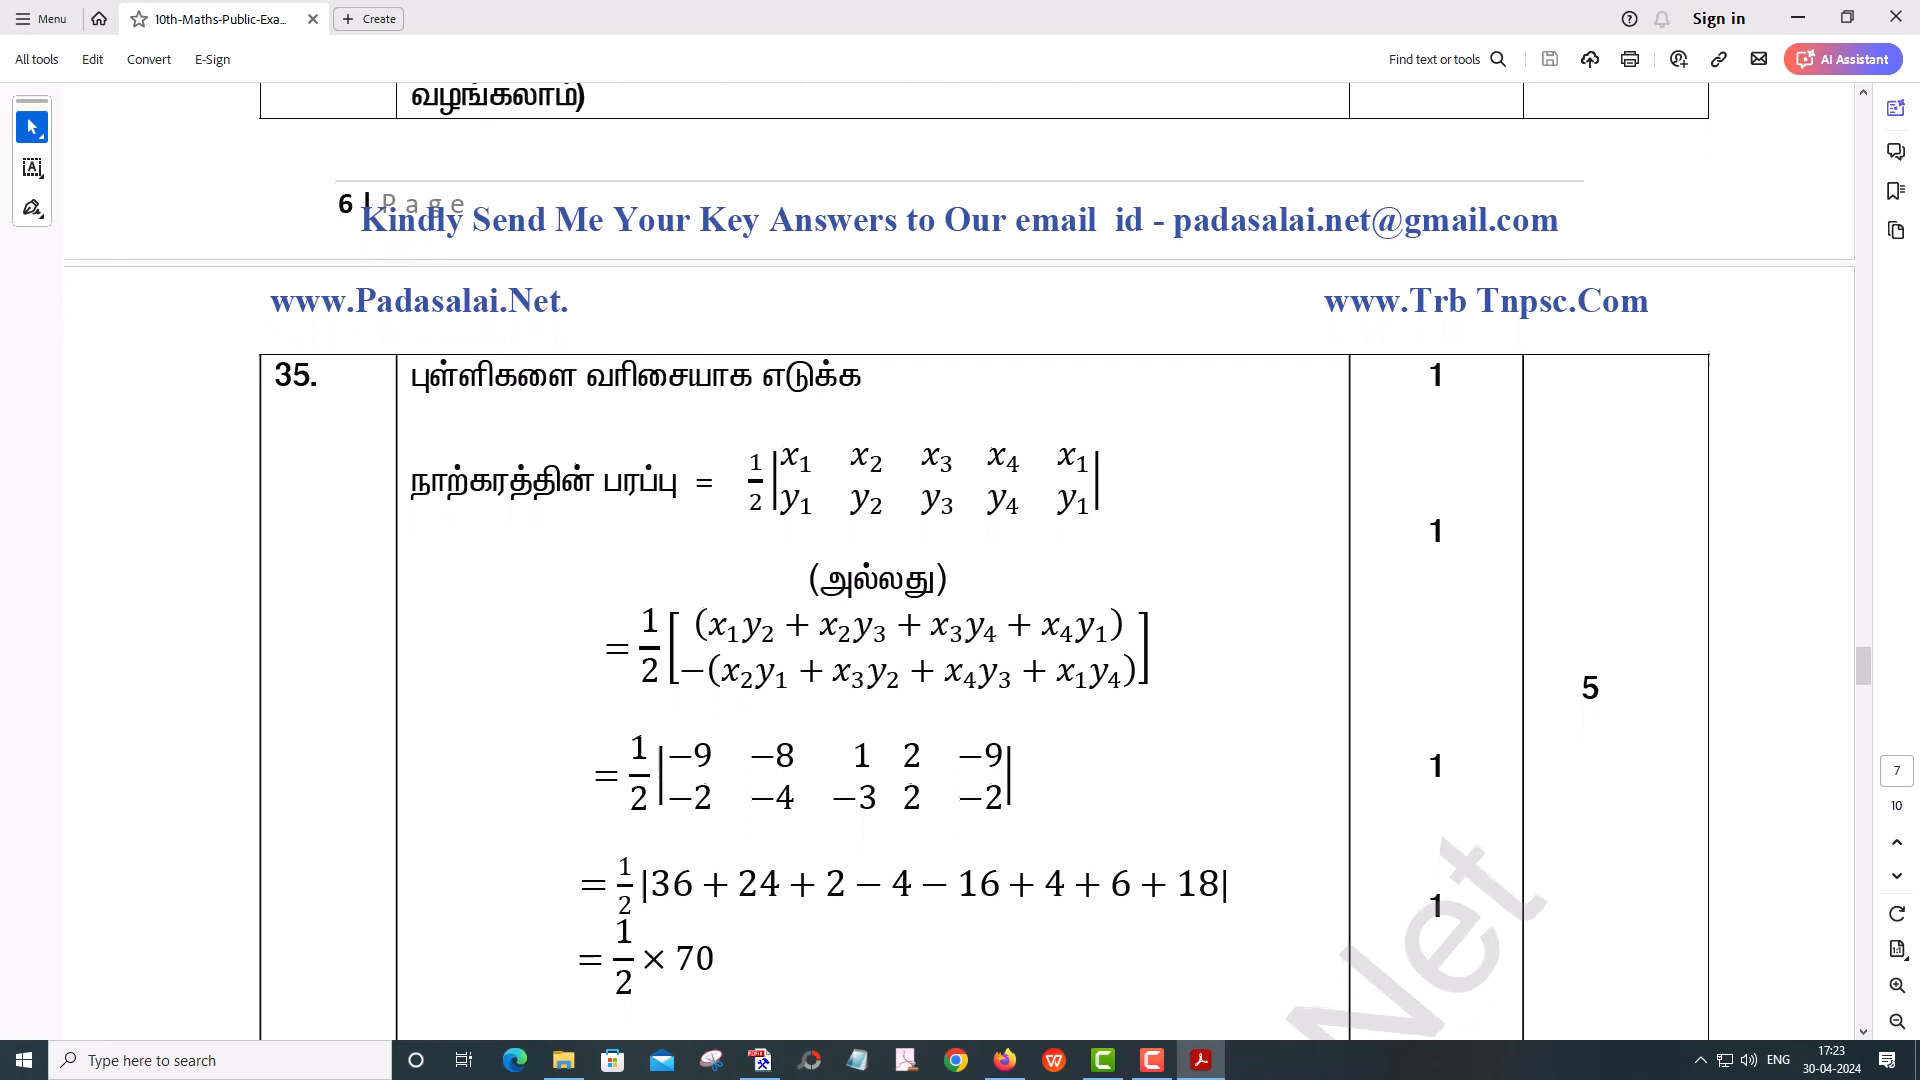 Menu 10th-Maths-Public-Exa... Create Sign in
All tools Edit Convert E-Sign Find text or tools AI Assistant
வழங்கலாம்)
6 | Page
Kindly Send Me Your Key Answers to Our email id - padasalai.net@gmail.com
www.Padasalai.Net. www.Trb Tnpsc.Com
35. புள்ளிகளை வரிசையாக எடுக்க 1
நாற்கரத்தின் பரப்பு = 1/2 |x₁ x₂ x₃ x₄ x₁|
|y₁ y₂ y₃ y₄ y₁|
1
(அல்லது)
= 1/2 [(x₁y₂ + x₂y₃ + x₃y₄ + x₄y₁)
−(x₂y₁ + x₃y₂ + x₄y₃ + x₁y₄)]
5
= 1/2 |−9 −8 1 2 −9| 1
|−2 −4 −3 2 −2|
= 1/2 |36 + 24 + 2 − 4 − 16 + 4 + 6 + 18| 1
= 1/2 × 70
Net
7
10
Type here to search ENG 17:23
30-04-2024